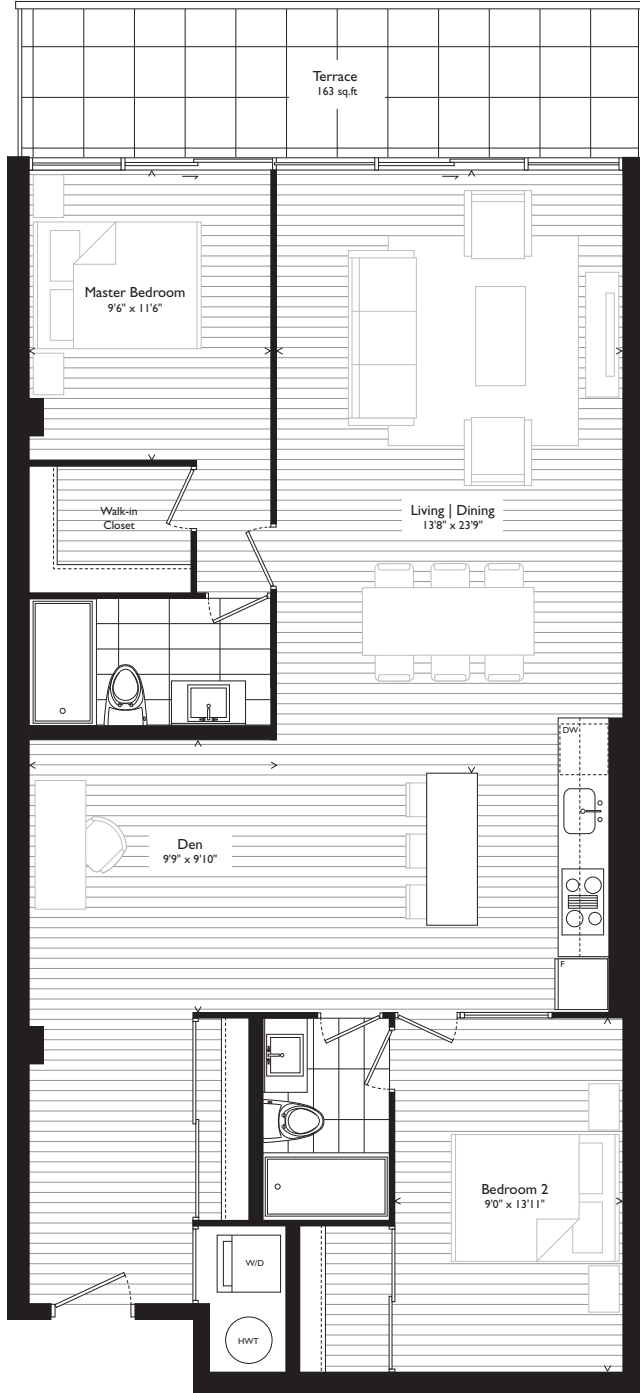 Terrace
163 sq.ft
Master Bedroom
9'6" x 11'6"
Walk-in
Closet
Living | Dining
13'8" x 23'9"
DW
Den
9'9" x 9'10"
F
Bedroom 2
9'0" x 13'11"
W/D
HWT